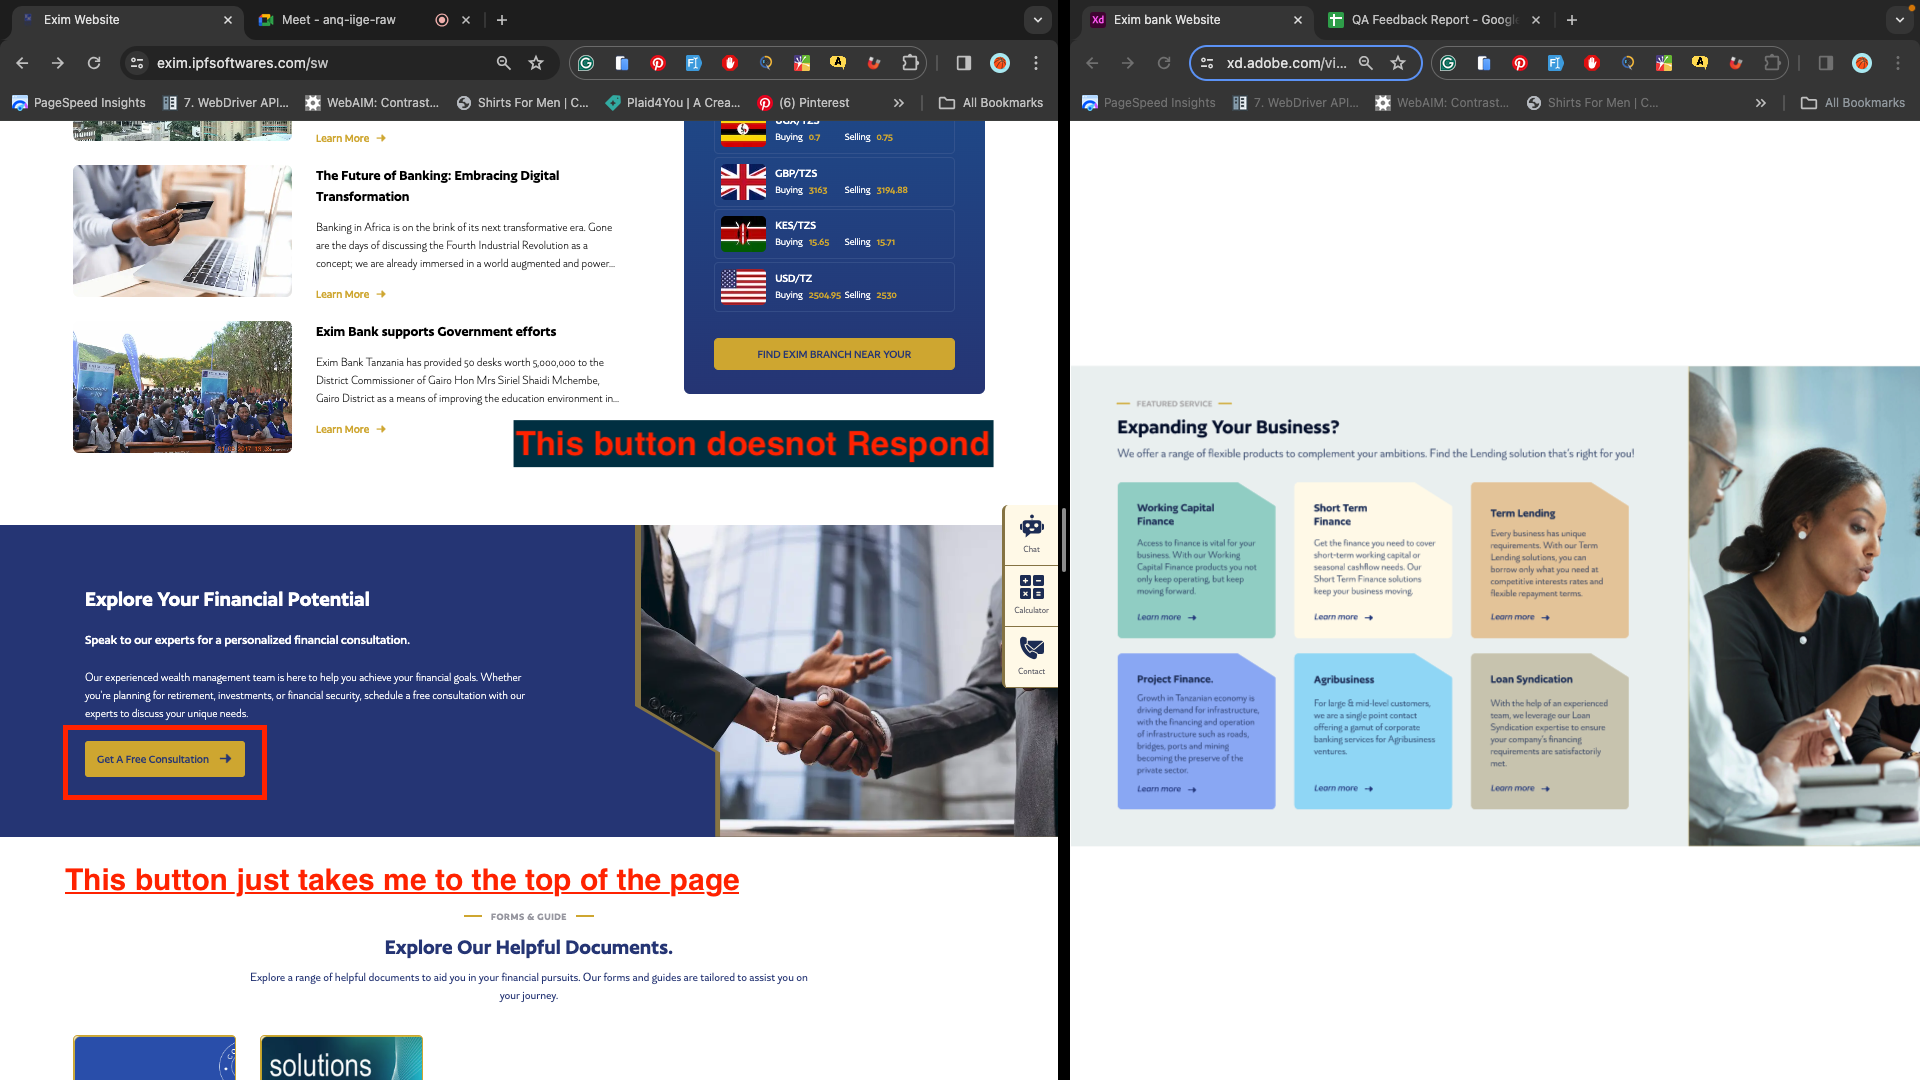 Exim Website
Meet - anq-iige-raw
exim.ipfsoftwares.com/sw
PageSpeed Insights
7. WebDriver API...
WebAIM: Contrast...
Shirts For Men | C...
Plaid4You | A Crea...
(6) Pinterest
All Bookmarks
Learn More
The Future of Banking: Embracing Digital
Transformation
Banking in Africa is on the brink of its next transformative era. Gone
are the days of discussing the Fourth Industrial Revolution as a
concept; we are already immersed in a world augmented and power...
Learn More
Exim Bank supports Government efforts
Exim Bank Tanzania has provided 50 desks worth 5,000,000 to the
District Commissioner of Gairo Hon Mrs Siriel Shaidi Mchembe,
Gairo District as a means of improving the education environment in...
Learn More
UGX/TZS
Buying 0.7 Selling 0.75
GBP/TZS
Buying 3163 Selling 3194.88
KES/TZS
Buying 15.65 Selling 15.71
USD/TZ
Buying 2504.95 Selling 2530
FIND EXIM BRANCH NEAR YOUR
This button doesnot Respond
Chat
Calculator
Contact
Explore Your Financial Potential
Speak to our experts for a personalized financial consultation.
Our experienced wealth management team is here to help you achieve your financial goals. Whether
you're planning for retirement, investments, or financial security, schedule a free consultation with our
experts to discuss your unique needs.
Get A Free Consultation
This button just takes me to the top of the page
FORMS & GUIDE
Explore Our Helpful Documents.
Explore a range of helpful documents to aid you in your financial pursuits. Our forms and guides are tailored to assist you on
your journey.
solutions
Xd Exim bank Website
QA Feedback Report - Google
xd.adobe.com/vi...
PageSpeed Insights
7. WebDriver API...
WebAIM: Contrast...
Shirts For Men | C...
All Bookmarks
FEATURED SERVICE
Expanding Your Business?
We offer a range of flexible products to complement your ambitions. Find the Lending solution that's right for you!
Working Capital
Finance
Access to finance is vital for your
business. With our Working
Capital Finance products you not
only keep operating, but keep
moving forward.
Learn more
Short Term
Finance
Get the finance you need to cover
short-term working capital or
seasonal cashflow needs. Our
Short Term Finance solutions
keep your business moving.
Learn more
Term Lending
Every business has unique
requirements. With our Term
Lending solutions, you can
borrow only what you need at
competitive interests rates and
flexible repayment terms.
Learn more
Project Finance.
Growth in Tanzanian economy is
driving demand for infrastructure,
with the financing and operation
of infrastructure such as roads,
bridges, ports and mining
becoming the preserve of the
private sector.
Learn more
Agribusiness
For large & mid-level customers,
we are a single point contact
offering a gamut of corporate
banking services for Agribusiness
ventures.
Learn more
Loan Syndication
With the help of an experienced
team, we leverage our Loan
Syndication expertise to ensure
your company's financing
requirements are satisfactorily
met.
Learn more